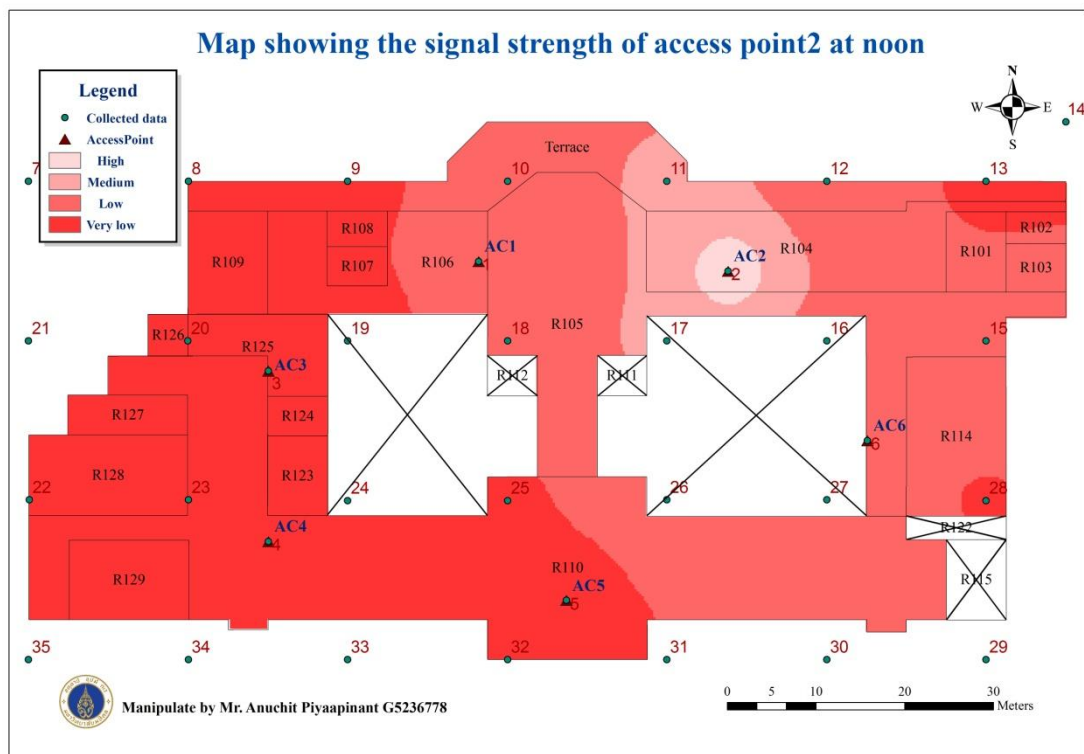 Map showing the signal strength of access point2 at noon
Legend
Collected data
AccessPoint
High
Medium
Low
Very low
N
W E
S
14
7 8 9 10 11 12 13
Terrace
R108
R107
R109
R106
AC1
1
AC2
2
R104
R101
R102
R103
R105
21 20 19 18 17 16 15
R126
R125
AC3
3
R112
R111
R127
R124
AC6
6
R114
R128
R123
22 23 24 25 26 27 28
R122
AC4
4
R129
R110
AC5
5
R115
35 34 33 32 31 30 29
Manipulate by Mr. Anuchit Piyaapinant G5236778
0 5 10 20 30
Meters